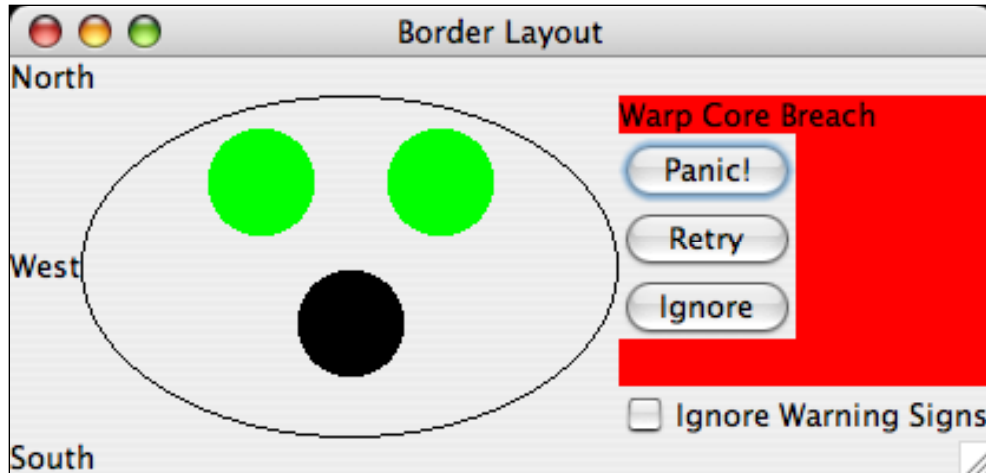 Border Layout
North
Warp Core Breach
Panic!
Retry
West
Ignore
Ignore Warning Signs
South